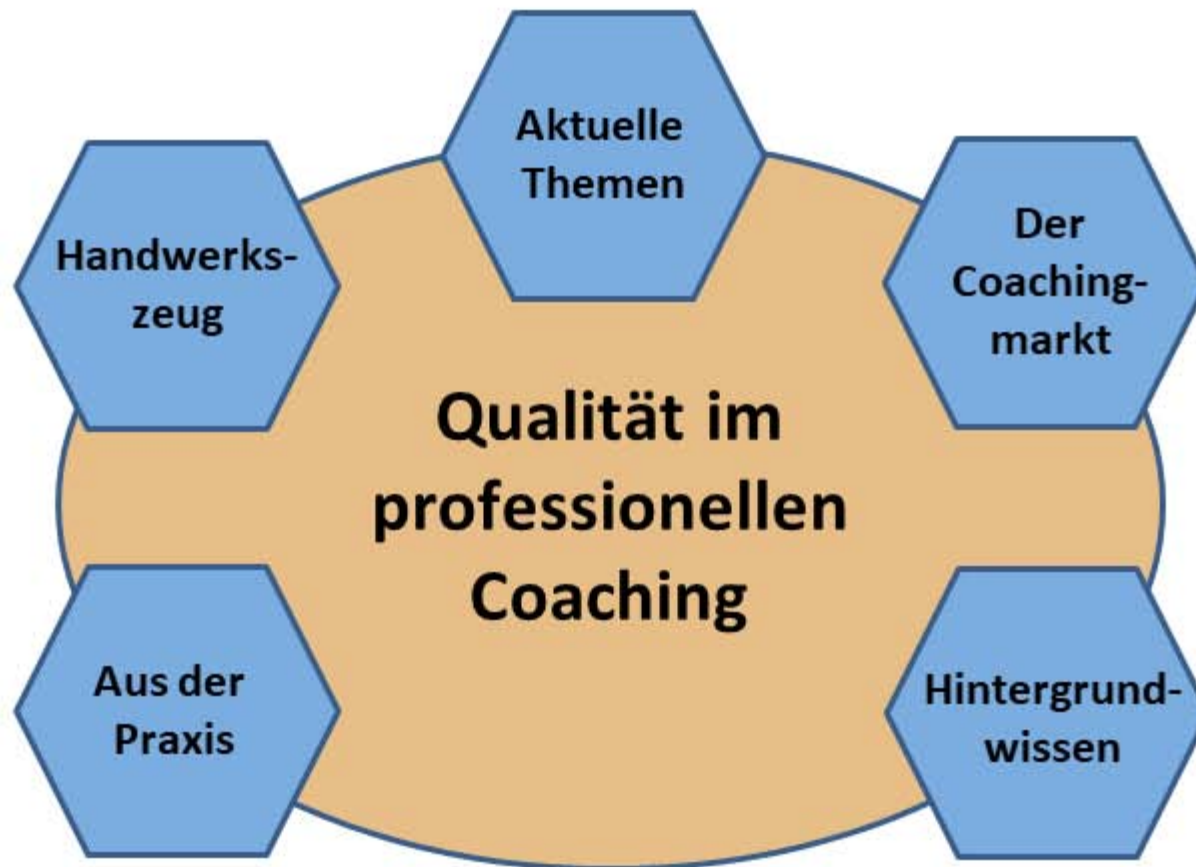 Aktuelle
Themen
Handwerks-
zeug
Der
Coaching-
markt
Qualität im
professionellen
Coaching
Aus der
Praxis
Hintergrund-
wissen